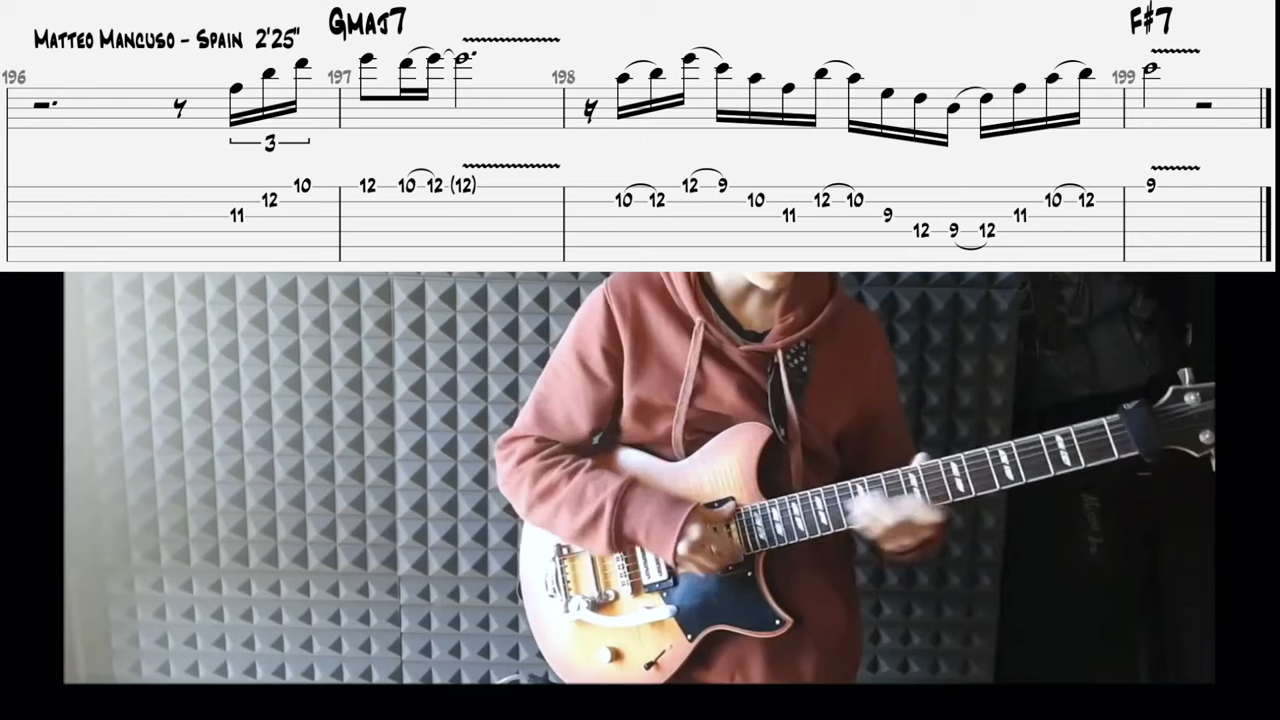 Matteo Mancuso – Spain 2'25"
Gmaj7
F#7
196
197
198
199
3
12 10 12 (12) 12 9 9
10
12 10 12 10 12 10 10 12
11 11 9 11
12 9 12